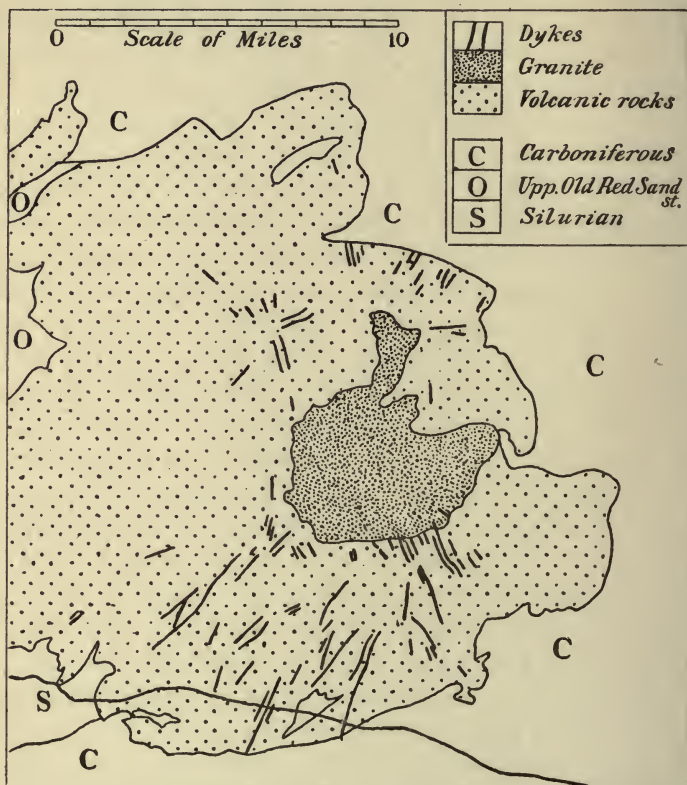 0 Scale of Miles 10
Dykes
Granite
Volcanic rocks
C Carboniferous
O Upp. Old Red Sand
st.
S Silurian
C
O
C
O
C
C
S
C